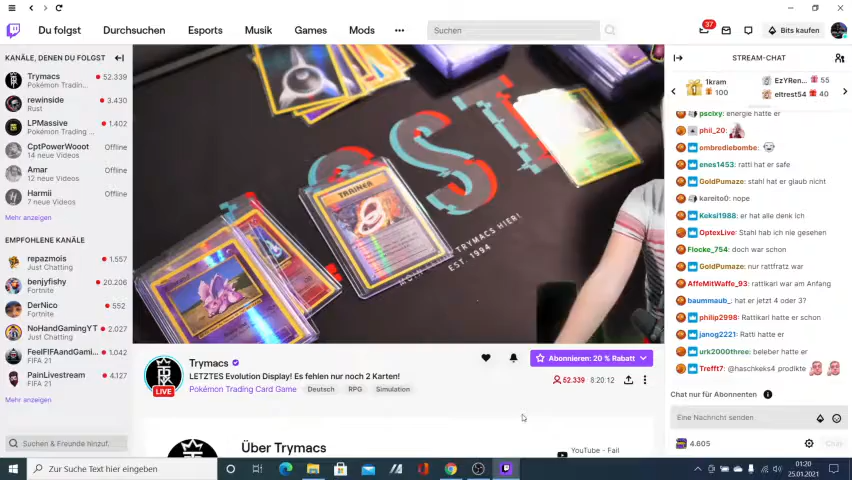 Du folgst
Durchsuchen
Esports
Musik
Games
Mods
Suchen
37
Bits kaufen
KANÄLE, DENEN DU FOLGST
Trymacs
Pokémon Tradin...
52.339
rewinside
Rust
3.430
LPMassive
Pokémon Trading ...
1.402
CptPowerWooot
14 neue Videos
Offline
Amar
12 neue Videos
Offline
Harmii
7 neue Videos
Offline
Mehr anzeigen
EMPFOHLENE KANÄLE
repazmois
Just Chatting
1.557
benjyfishy
Fortnite
20.206
DerNico
Fortnite
552
NoHandGamingYT
Just Chatting
2.027
FeelFIFAandGami...
FIFA 21
1.042
PainLivestream
FIFA 21
4.127
Mehr anzeigen
Suchen & Freunde hinzuf.
TRAINER
TRYMACS HIER!
EST. 1994
LIVE
Trymacs
LETZTES Evolution Display! Es fehlen nur noch 2 Karten!
Pokémon Trading Card Game
Deutsch
RPG
Simulation
Abonnieren: 20 % Rabatt
52.339
8:20:12
Über Trymacs
YouTube - Fail
STREAM-CHAT
1kram
100
EzYREN...
55
eltrest54
40
psclxy: energie hatte er
phil_20:
ombrediebombe:
enes1453: ratti hat er safe
GoldPumaze: stahl hat er glaub nicht
kareito0: nope
Keksi1988: er hat alle denk ich
OptexLive: Stahl hab ich nie gesehen
Flocke_754: doch war schon
GoldPumaze: nur rattfratz war
AffeMitWaffe_93: rattikarl war am Anfang
baummaub_: hat er jetzt 4 oder 3?
philip2998: Rattikarl hatte er schon
janog2221: Ratti hatte er
urk2000three: beleber hatte er
Trefft7: @haschkeks4 prodikte
Chat nur für Abonnenten
Eine Nachricht senden
4.605
Chat
Zur Suche Text hier eingeben
01:20
25.01.2021